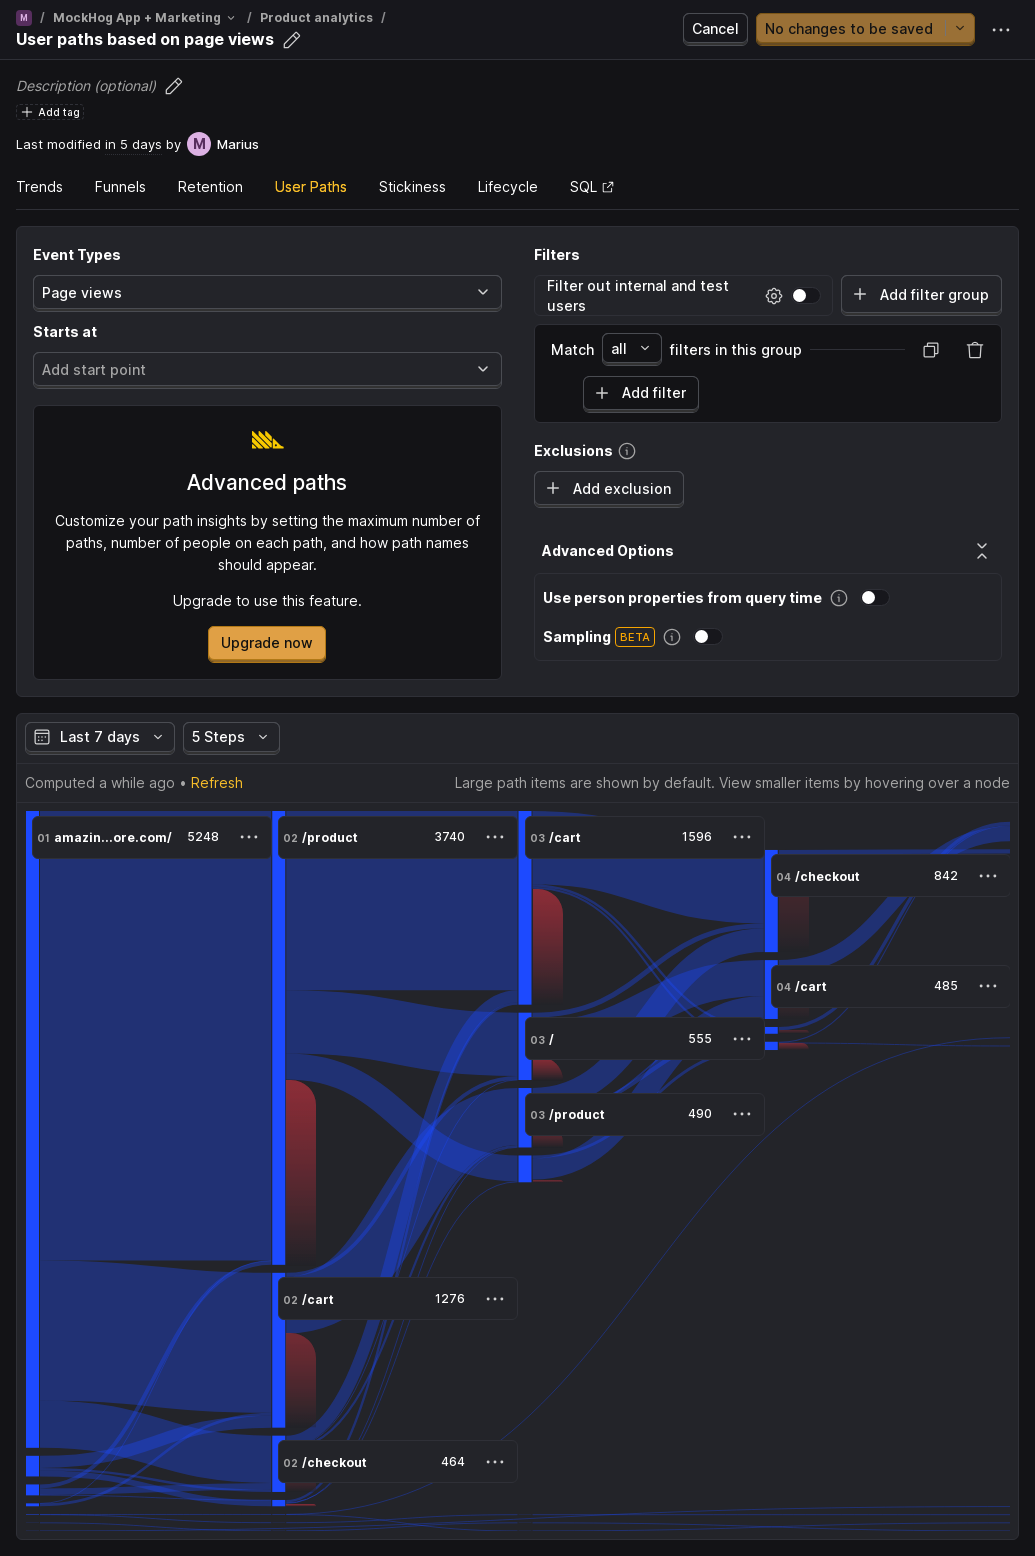 M / MockHog App + Marketing / Product analytics /
User paths based on page views
Cancel
No changes to be saved
Description (optional)
Add tag
Last modified in 5 days by M Marius
Trends Funnels Retention User Paths Stickiness Lifecycle SQL
Event Types
Page views
Starts at
Add start point
Advanced paths
Customize your path insights by setting the maximum number of
paths, number of people on each path, and how path names
should appear.
Upgrade to use this feature.
Upgrade now
Filters
Filter out internal and test
users
Add filter group
Match all filters in this group
Add filter
Exclusions
Add exclusion
Advanced Options
Use person properties from query time
Sampling BETA
Last 7 days 5 Steps
Computed a while ago • Refresh
Large path items are shown by default. View smaller items by hovering over a node
01 amazin...ore.com/ 5248
02 /product 3740
03 /cart 1596
04 /checkout 842
04 /cart 485
03 / 555
03 /product 490
02 /cart 1276
02 /checkout 464